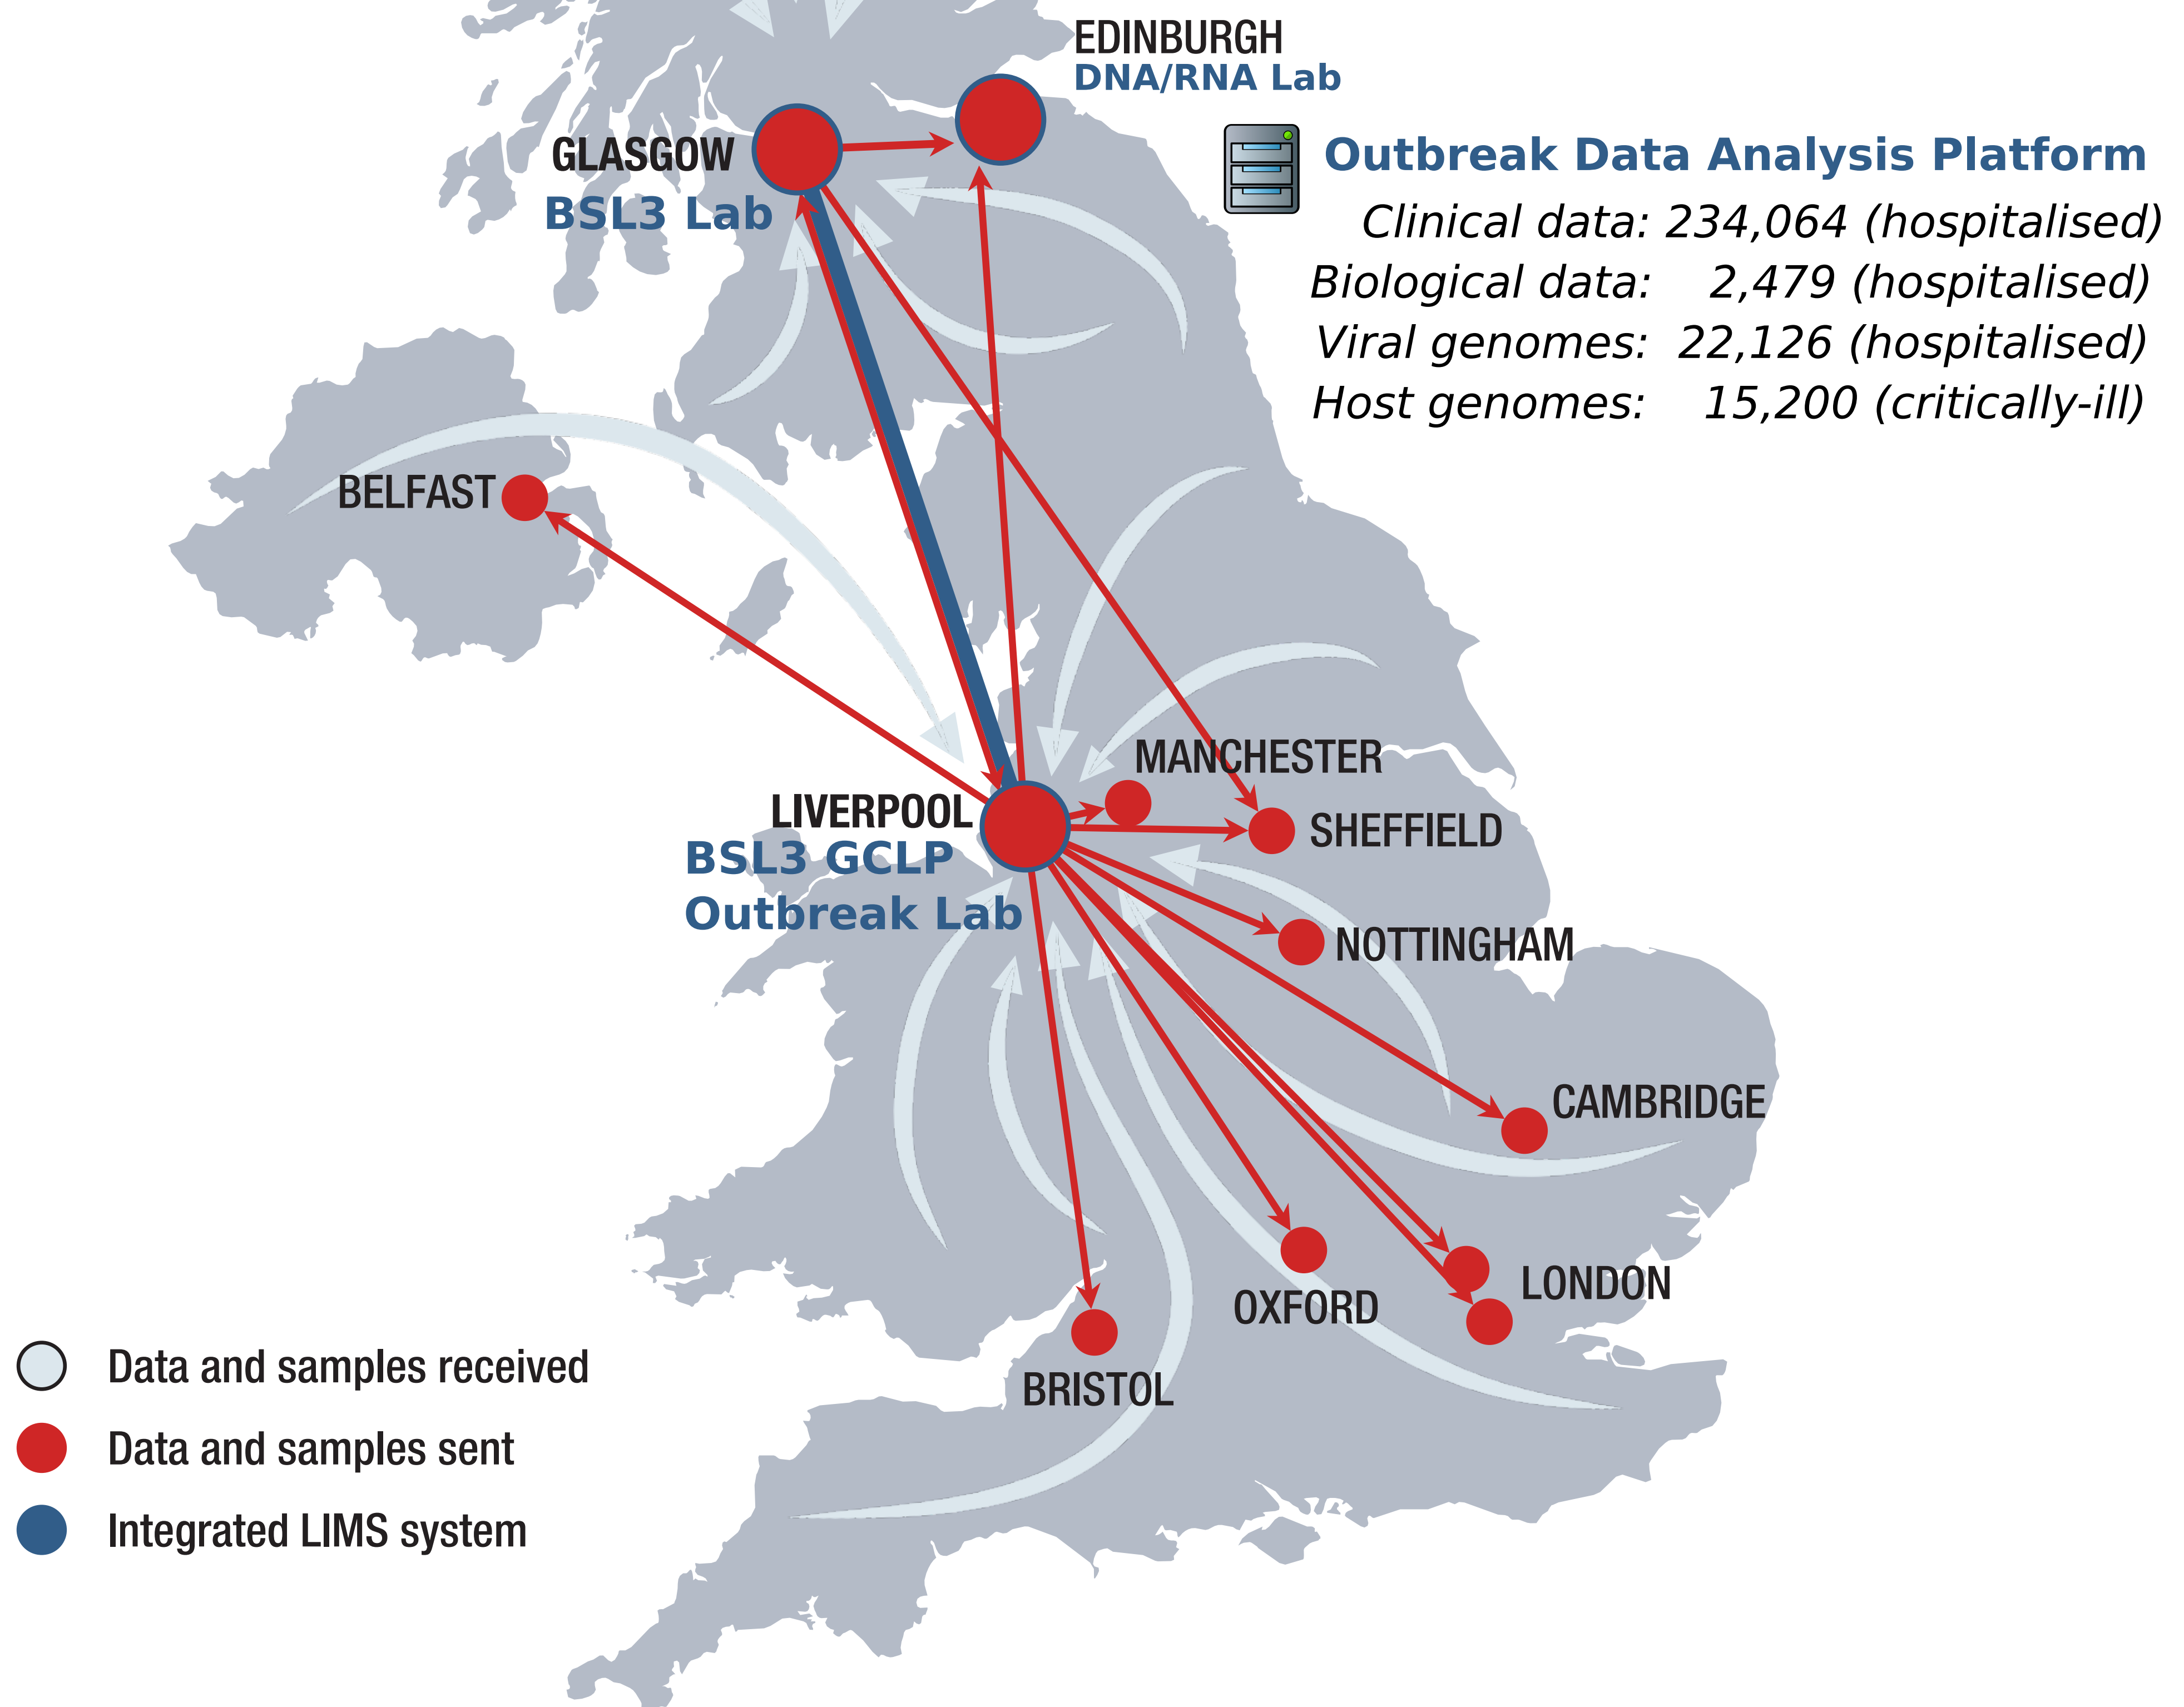 EDINBURGH
DNA/RNA Lab
GLASGOW
BSL3 Lab
Outbreak Data Analysis Platform
Clinical data: 234,064 (hospitalised)
Biological data: 2,479 (hospitalised)
Viral genomes: 22,126 (hospitalised)
Host genomes: 15,200 (critically-ill)
BELFAST
MANCHESTER
LIVERPOOL
BSL3 GCLP
Outbreak Lab
SHEFFIELD
NOTTINGHAM
CAMBRIDGE
LONDON
OXFORD
BRISTOL
Data and samples received
Data and samples sent
Integrated LIMS system